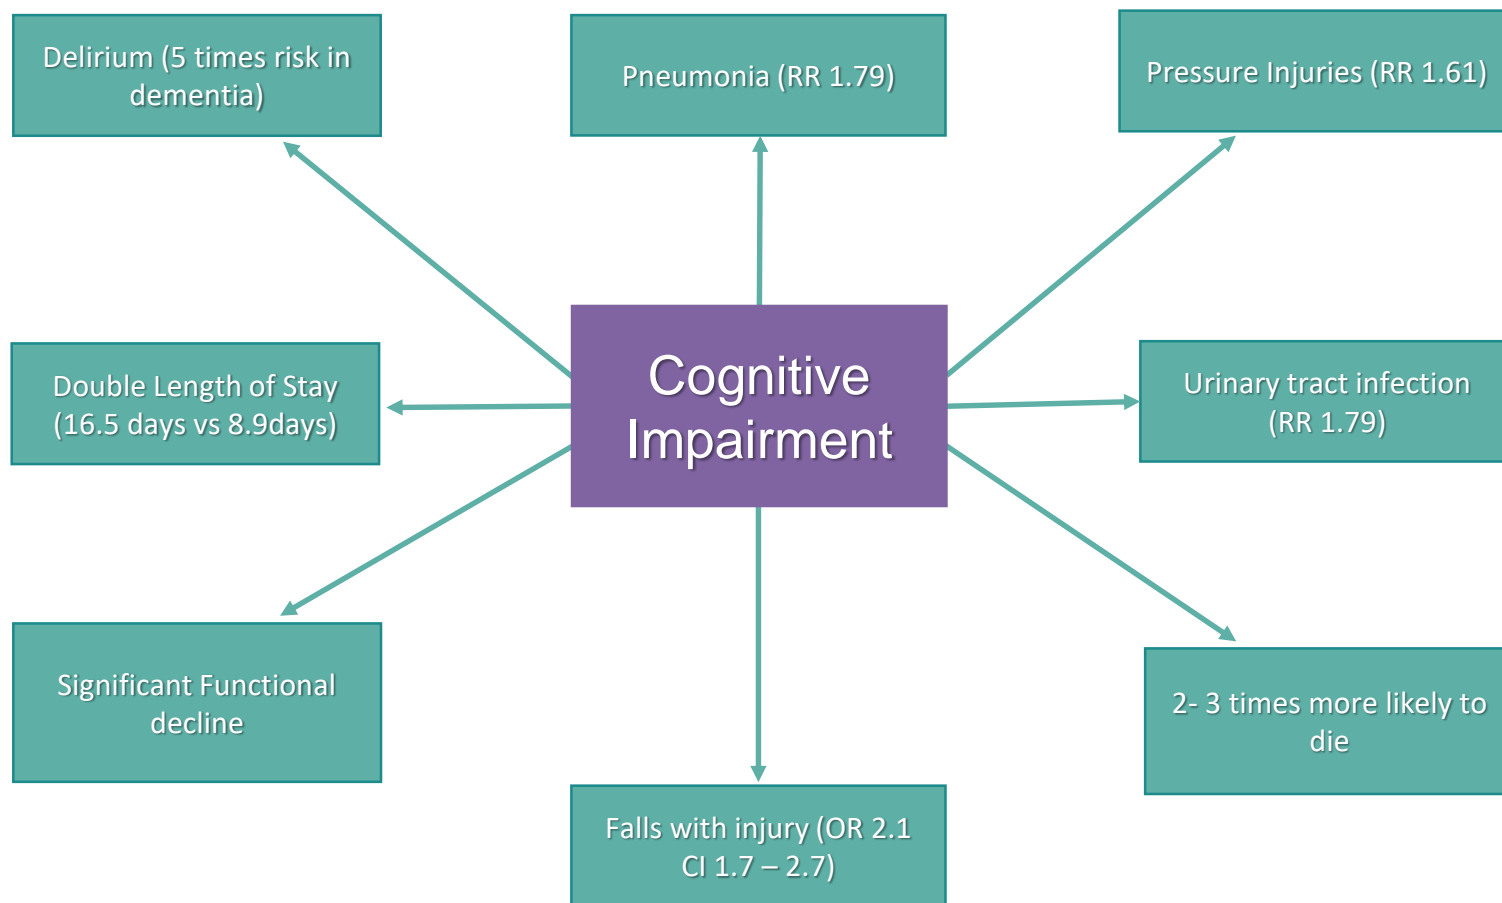 Delirium (5 times risk in
dementia)
Pneumonia (RR 1.79)
Pressure Injuries (RR 1.61)
Double Length of Stay
(16.5 days vs 8.9days)
Cognitive
Impairment
Urinary tract infection
(RR 1.79)
Significant Functional
decline
Falls with injury (OR 2.1
CI 1.7 – 2.7)
2- 3 times more likely to
die